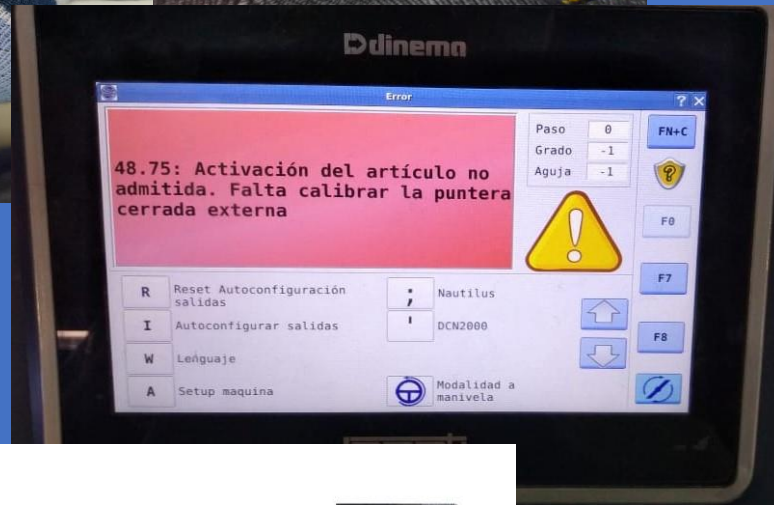 Dinema
Error
? X
48.75: Activación del artículo no
admitida. Falta calibrar la puntera
cerrada externa
Paso 0
Grado -1
Aguja -1
FN+C
?
F0
F7
F8
R Reset Autoconfiguración
salidas
; Nautilus
I Autoconfigurar salidas
' DCN2000
W Lenguaje
A Setup maquina
Modalidad a
manivela